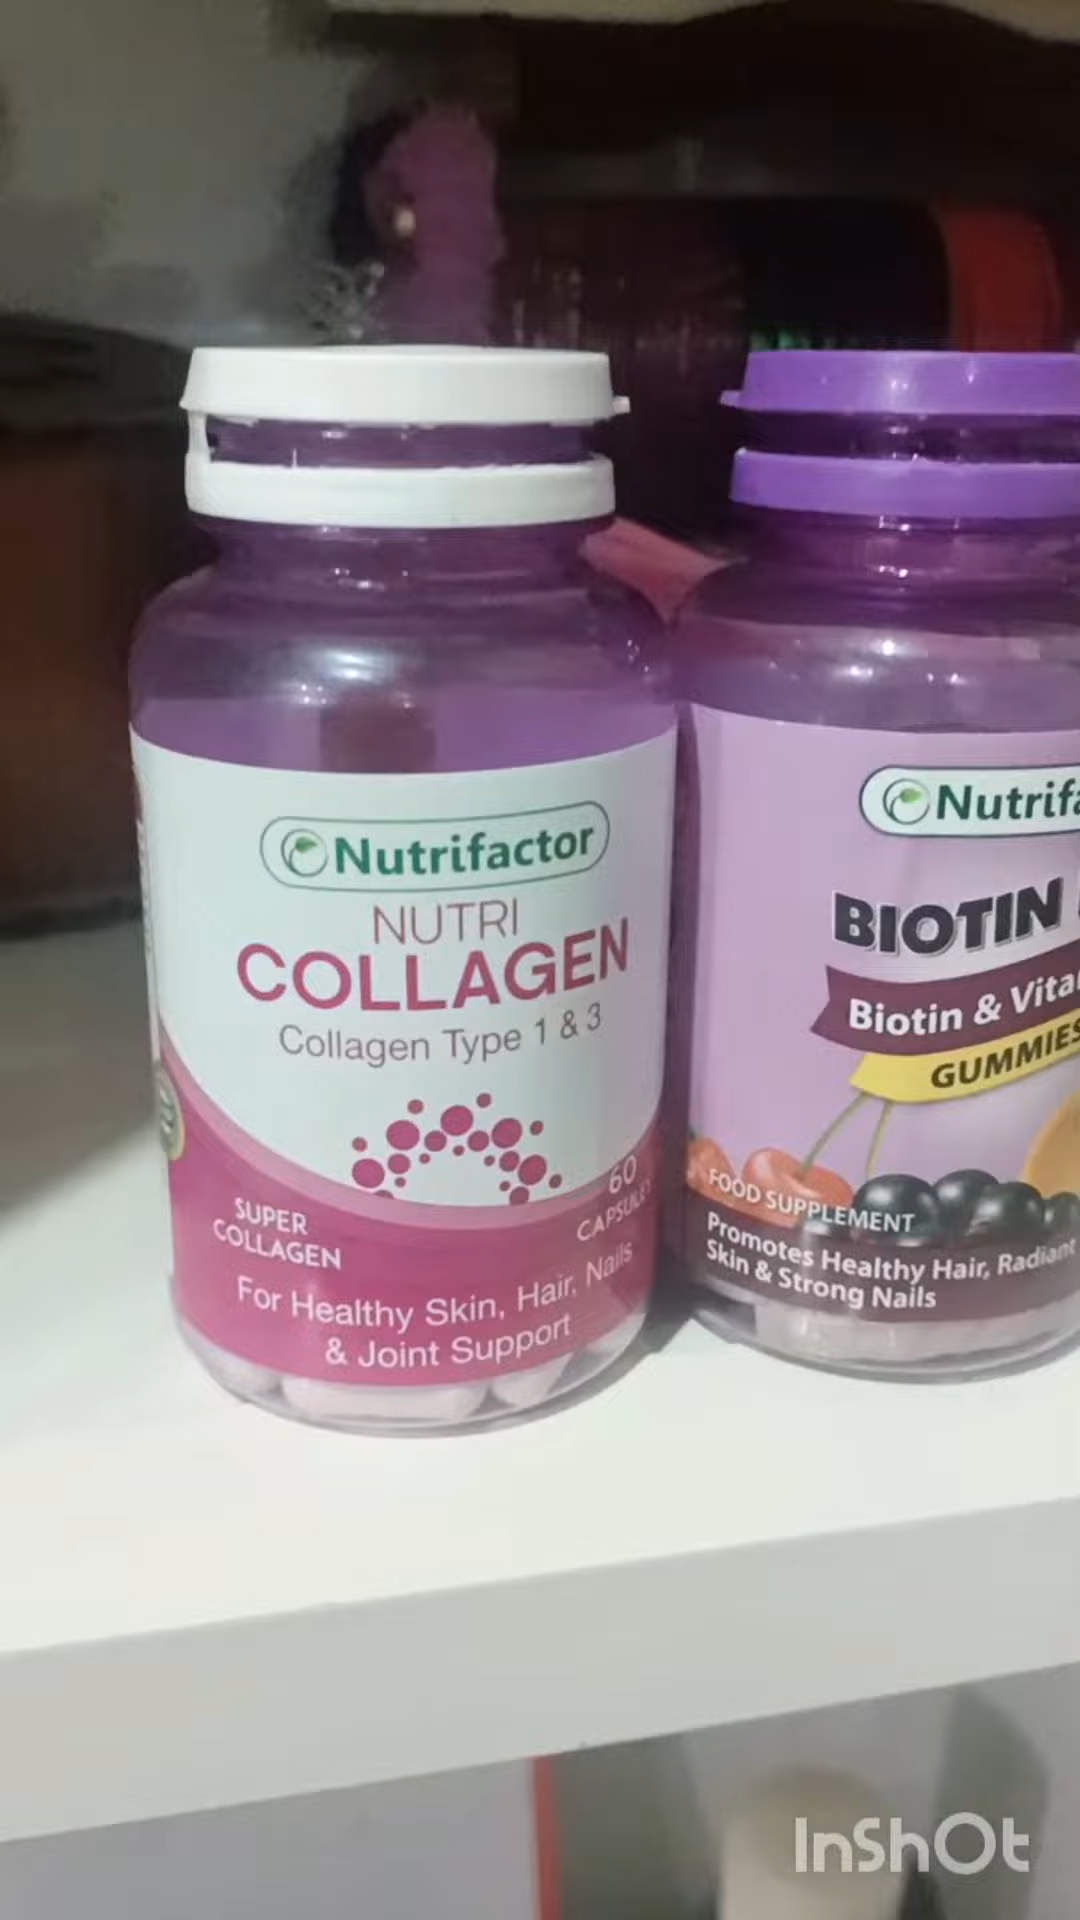 Nutrifactor
NUTRI
COLLAGEN
Collagen Type 1 & 3
60
CAPSULES
SUPER
COLLAGEN
For Healthy Skin, Hair, Nails
& Joint Support
BIOTIN
Biotin &
GUMMIES
FOOD SUPPLEMENT
Promotes Healthy Hair, Radiant
Skin & Strong Nails
InShOt